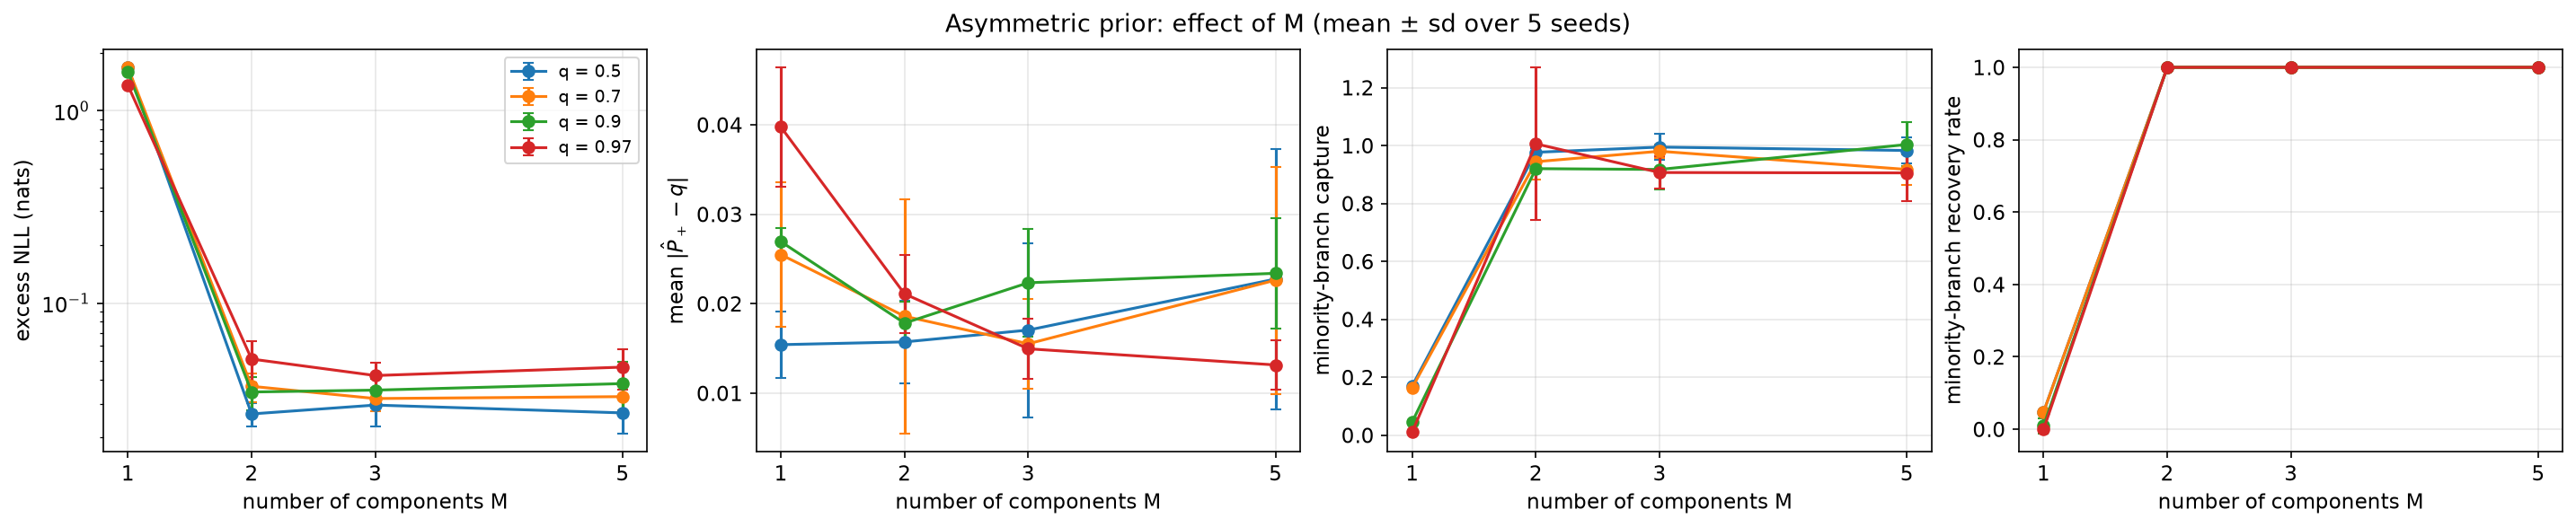 Asymmetric prior: effect of M (mean ± sd over 5 seeds)
excess NLL (nats)
10⁰
10⁻¹
q = 0.5
q = 0.7
q = 0.9
q = 0.97
1 2 3 5
number of components M
mean |P̂₊ − q|
0.04
0.03
0.02
0.01
1 2 3 5
number of components M
minority-branch capture
1.2
1.0
0.8
0.6
0.4
0.2
0.0
1 2 3 5
number of components M
minority-branch recovery rate
1.0
0.8
0.6
0.4
0.2
0.0
1 2 3 5
number of components M